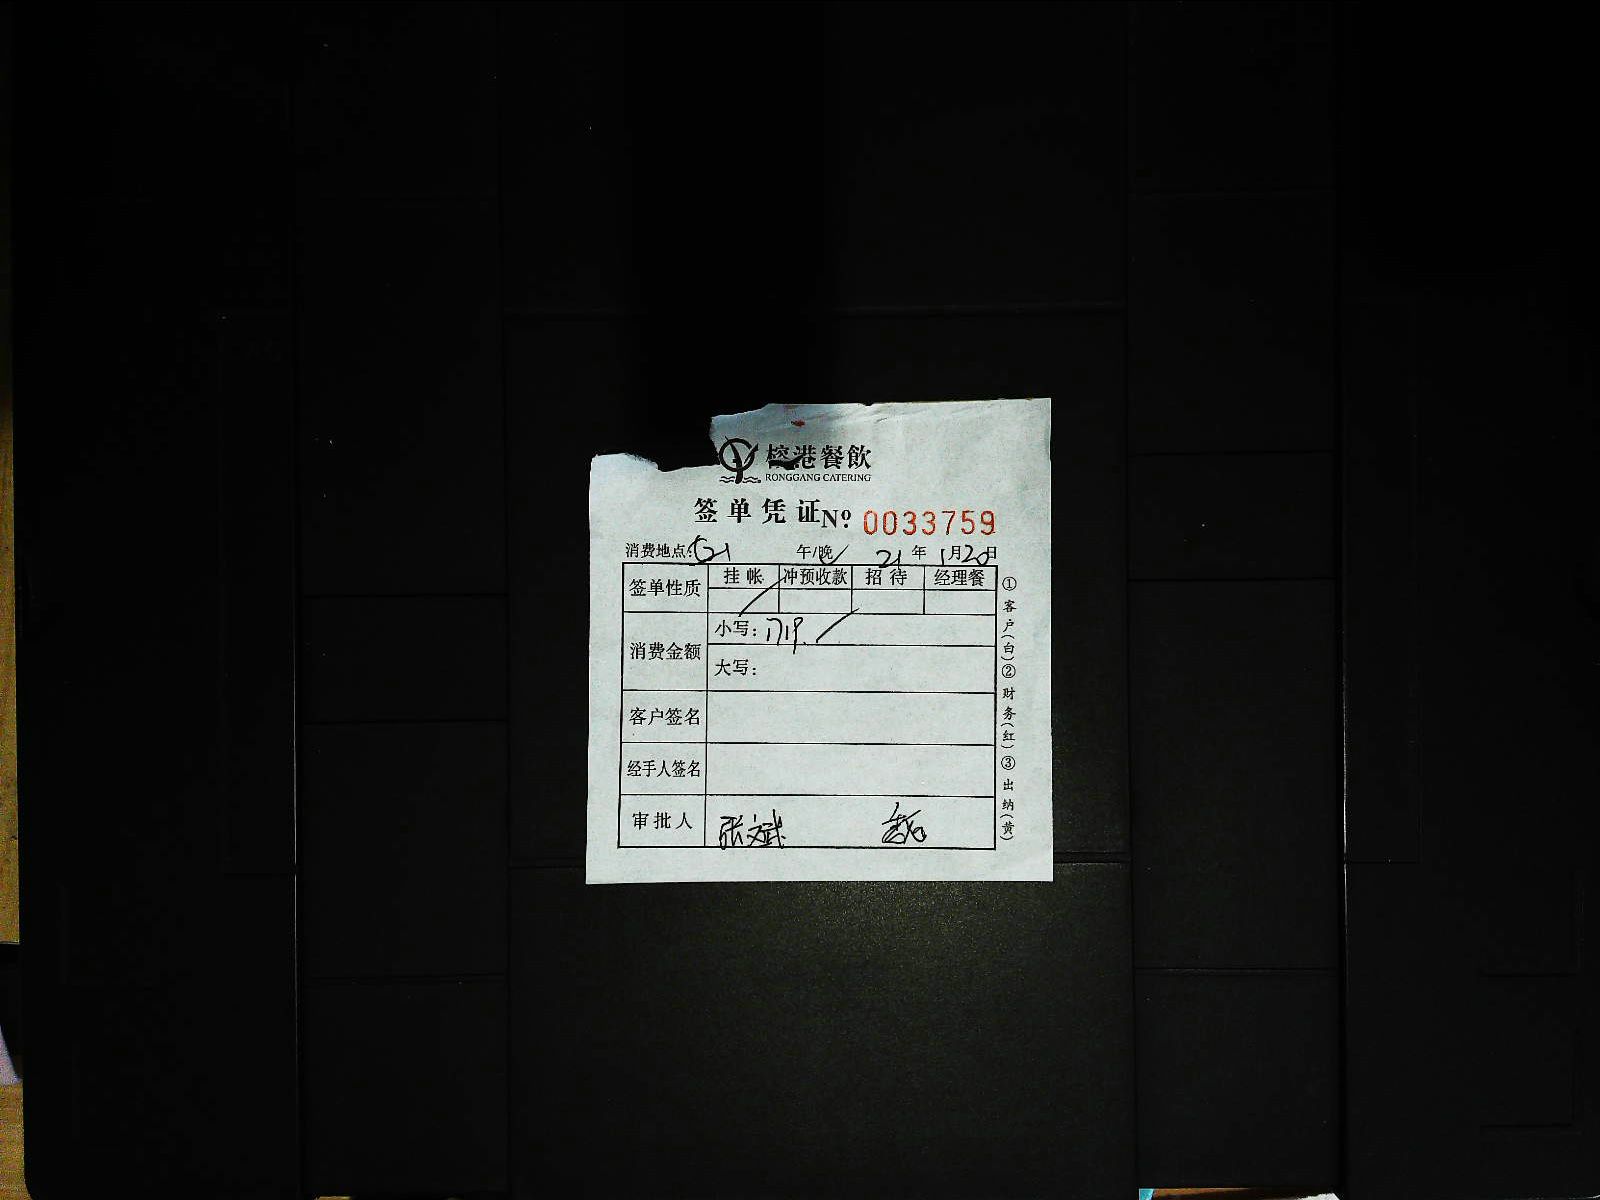 榕港餐飲
RONGGANG CATERING
签单凭证 No 0033759
消费地点: 521 午/晚 21年1月20日
签单性质 挂帐 冲预收款 招待 经理餐
消费金额 小写:
大写:
客户签名
经手人签名
审批人 张斌
①客户(白)②财务(红)③出纳(黄)